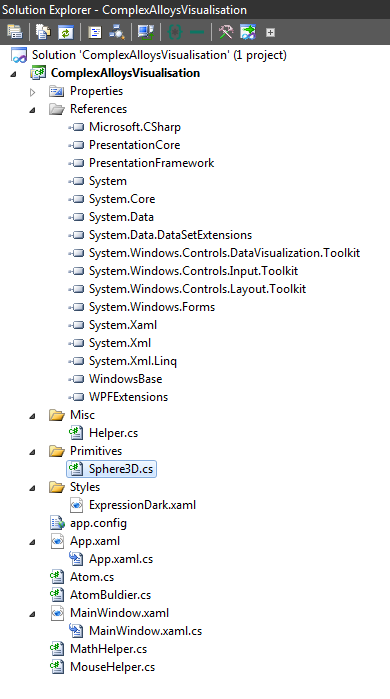 Solution Explorer - ComplexAlloysVisualisation
Solution 'ComplexAlloysVisualisation' (1 project)
ComplexAlloysVisualisation
Properties
References
Microsoft.CSharp
PresentationCore
PresentationFramework
System
System.Core
System.Data
System.Data.DataSetExtensions
System.Windows.Controls.DataVisualization.Toolkit
System.Windows.Controls.Input.Toolkit
System.Windows.Controls.Layout.Toolkit
System.Windows.Forms
System.Xaml
System.Xml
System.Xml.Linq
WindowsBase
WPFExtensions
Misc
Helper.cs
Primitives
Sphere3D.cs
Styles
ExpressionDark.xaml
app.config
App.xaml
App.xaml.cs
Atom.cs
AtomBuldier.cs
MainWindow.xaml
MainWindow.xaml.cs
MathHelper.cs
MouseHelper.cs